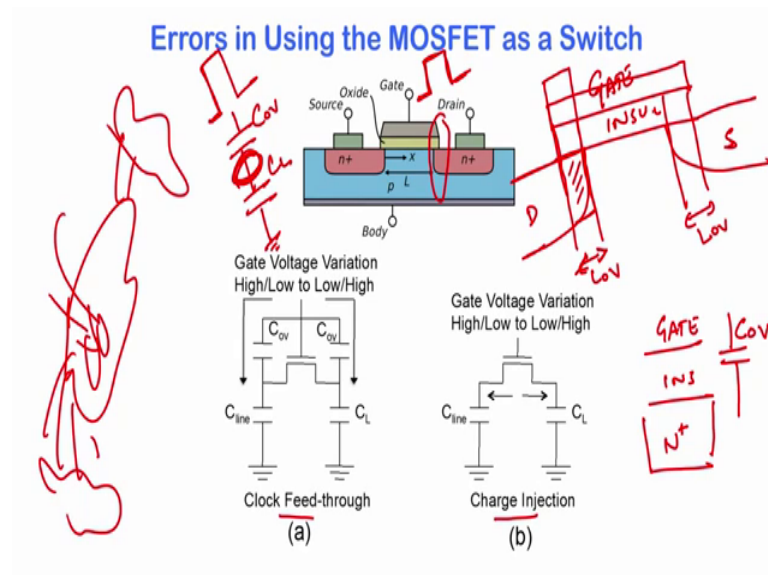 Errors in Using the MOSFET as a Switch
Cov
CL
Source
Oxide
Gate
Drain
n+
x
L
p
n+
Body
GATE
INSUL
S
D
Lov
Lov
Gate Voltage Variation
High/Low to Low/High
Cov
Cov
Cline
CL
Clock Feed-through
(a)
Gate Voltage Variation
High/Low to Low/High
Cline
CL
Charge Injection
(b)
GATE
INS
N+
Cov